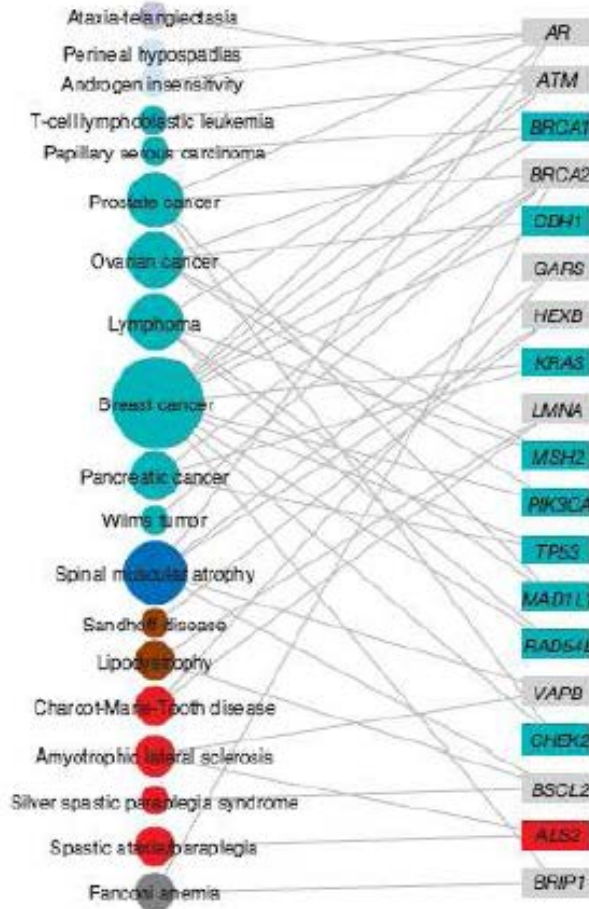 Ataxia-telangiectasia
Perineal hypospadias
Androgen insensitivity
T-cell lymphoblastic leukemia
Papillary serous carcinoma
Prostate cancer
Ovarian cancer
Lymphoma
Breast cancer
Pancreatic cancer
Wilms tumor
Spinal muscular atrophy
Sandhoff disease
Lipodystrophy
Charcot-Marie-Tooth disease
Amyotrophic lateral sclerosis
Silver spastic paraplegia syndrome
Spastic ataxia/paraplegia
Fanconi anemia
AR
ATM
BRCA1
BRCA2
CDH1
GARS
HEXB
KRAS
LMNA
MSH2
PIK3CA
TP53
MAD1L1
RAD54L
VAPB
CHEK2
BSCL2
ALS2
BRIP1